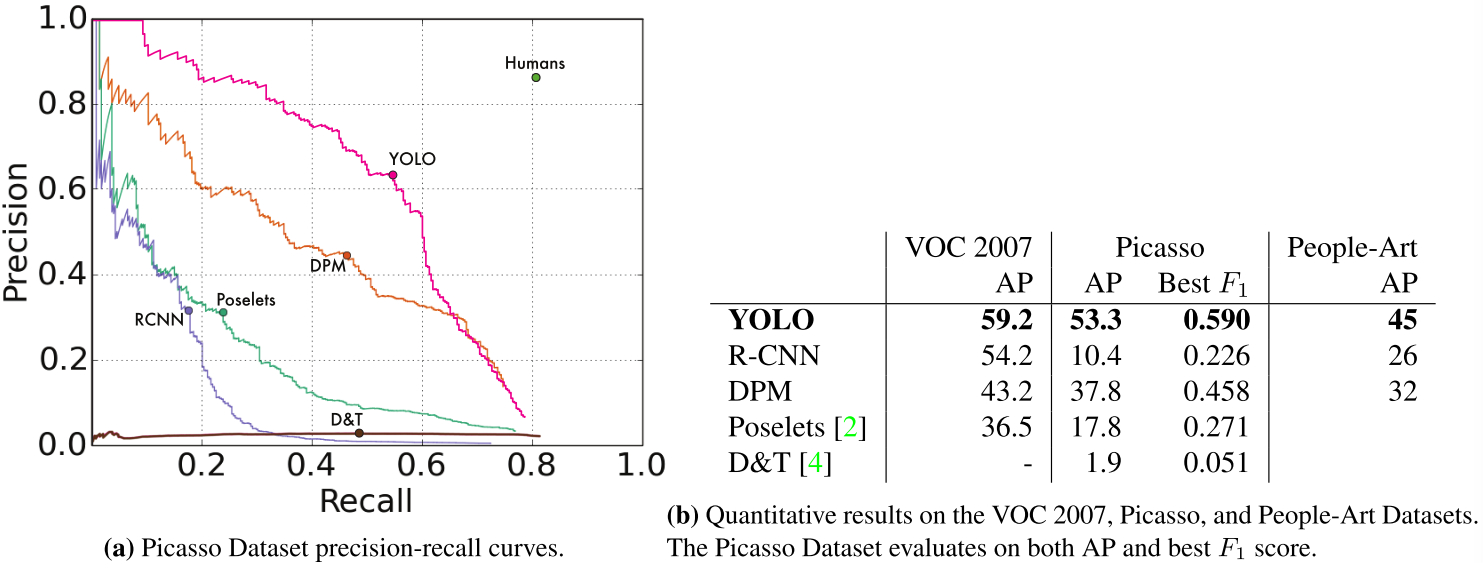 Precision
1.0
0.8
0.6
0.4
0.2
0.0
0.2 0.4 0.6 0.8 1.0
Recall
Humans
YOLO
DPM
Poselets
RCNN
D&T
(a) Picasso Dataset precision-recall curves.
VOC 2007 Picasso People-Art
AP AP Best F1 AP
YOLO 59.2 53.3 0.590 45
R-CNN 54.2 10.4 0.226 26
DPM 43.2 37.8 0.458 32
Poselets [2] 36.5 17.8 0.271
D&T [4] - 1.9 0.051
(b) Quantitative results on the VOC 2007, Picasso, and People-Art Datasets.
The Picasso Dataset evaluates on both AP and best F1 score.